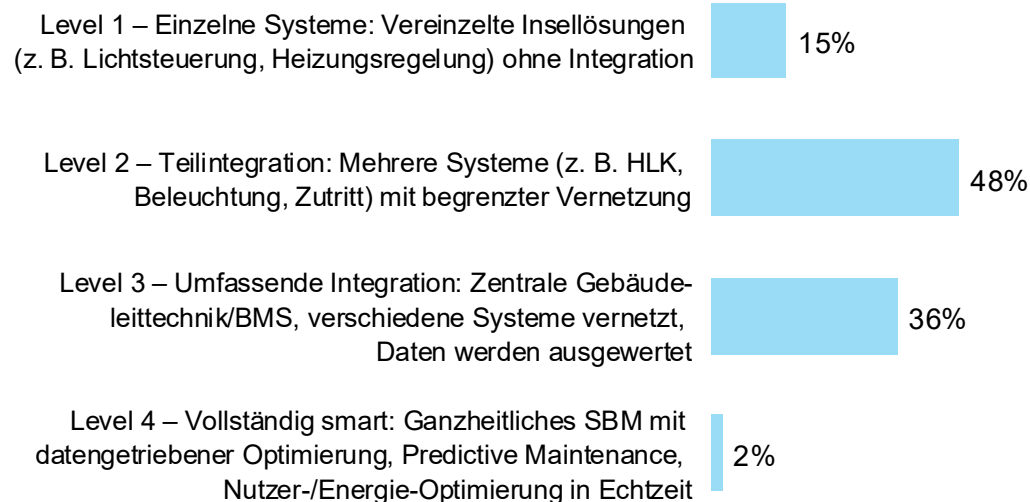 Level 1 – Einzelne Systeme: Vereinzelte Insellösungen
(z. B. Lichtsteuerung, Heizungsregelung) ohne Integration
15%
Level 2 – Teilintegration: Mehrere Systeme (z. B. HLK,
Beleuchtung, Zutritt) mit begrenzter Vernetzung
48%
Level 3 – Umfassende Integration: Zentrale Gebäude-
leittechnik/BMS, verschiedene Systeme vernetzt,
Daten werden ausgewertet
36%
Level 4 – Vollständig smart: Ganzheitliches SBM mit
datengetriebener Optimierung, Predictive Maintenance,
Nutzer-/Energie-Optimierung in Echtzeit
2%